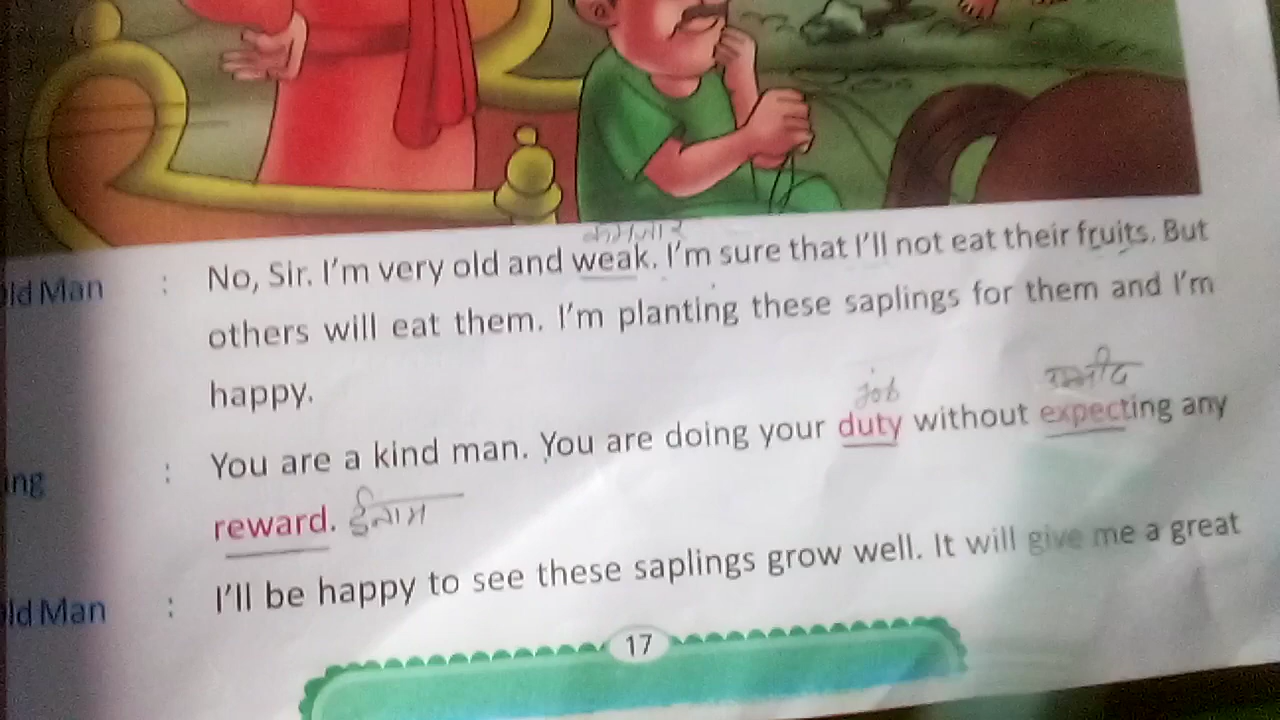 कमजोर
ld Man : No, Sir. I'm very old and weak. I'm sure that I'll not eat their fruits. But
others will eat them. I'm planting these saplings for them and I'm
happy.
job उम्मीद
ing : You are a kind man. You are doing your duty without expecting any
reward. ईनाम
ld Man : I'll be happy to see these saplings grow well. It will give me a great
17